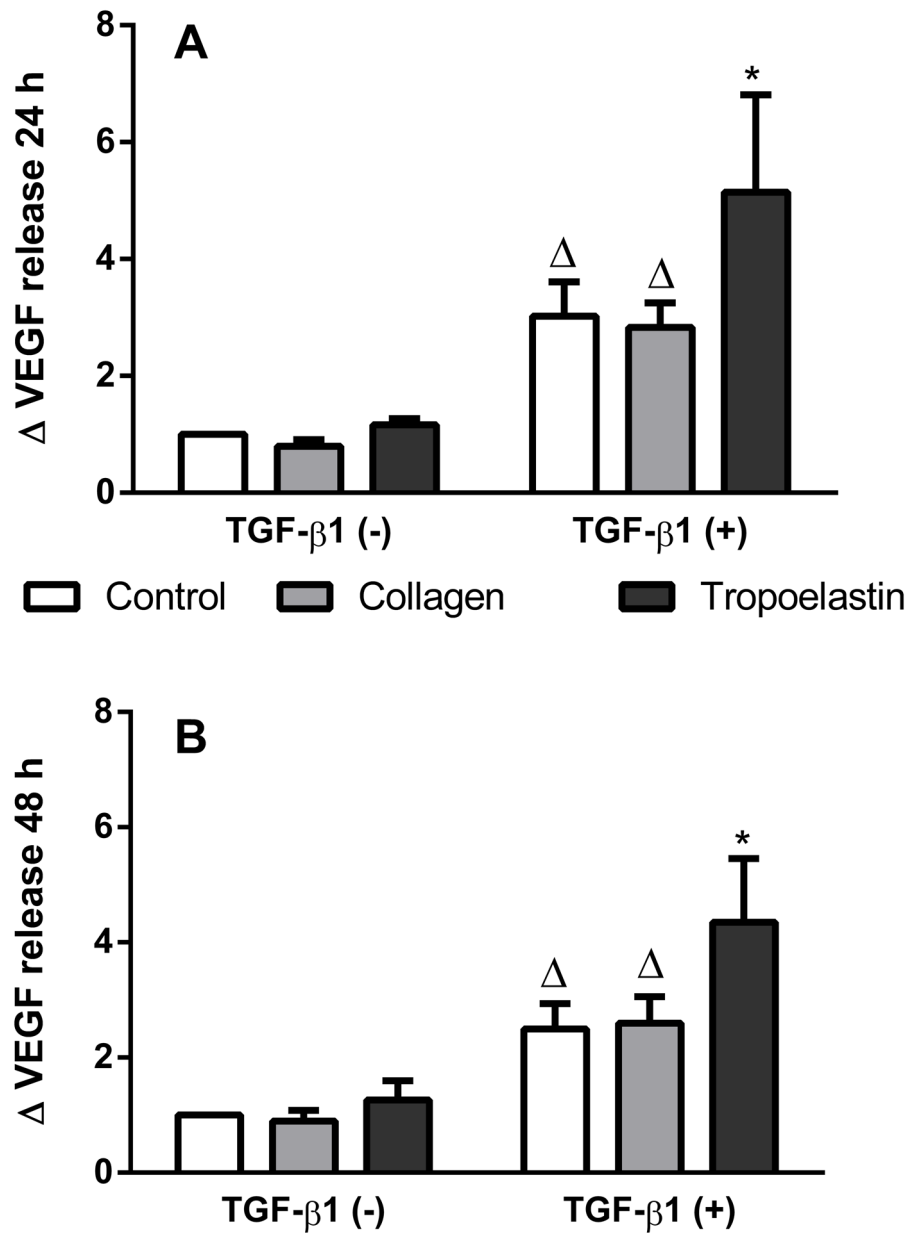 A
Δ VEGF release 24 h
8
6
4
2
0
*
Δ Δ
TGF-β1 (-) TGF-β1 (+)
Control Collagen Tropoelastin
B
Δ VEGF release 48 h
8
6
4
2
0
*
Δ Δ
TGF-β1 (-) TGF-β1 (+)